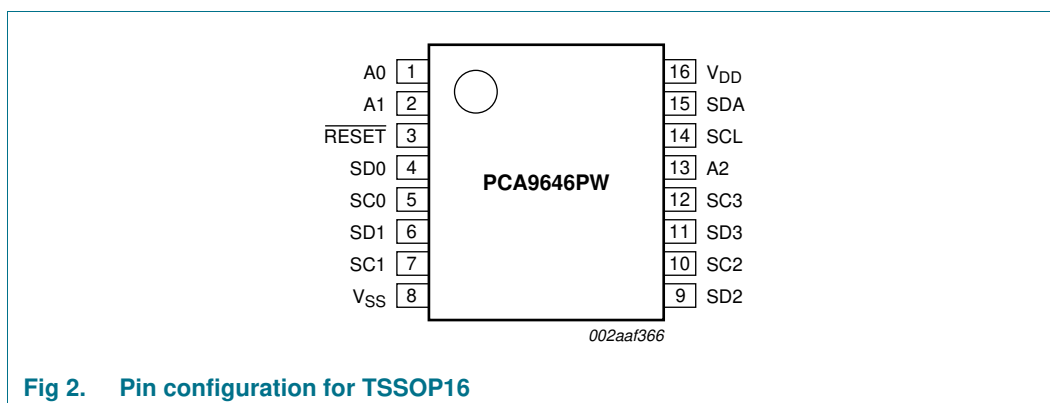 A0 1 16 VDD
A1 2 15 SDA
RESET 3 14 SCL
SD0 4 13 A2
PCA9646PW
SC0 5 12 SC3
SD1 6 11 SD3
SC1 7 10 SC2
VSS 8 9 SD2
002aaf366
Fig 2. Pin configuration for TSSOP16